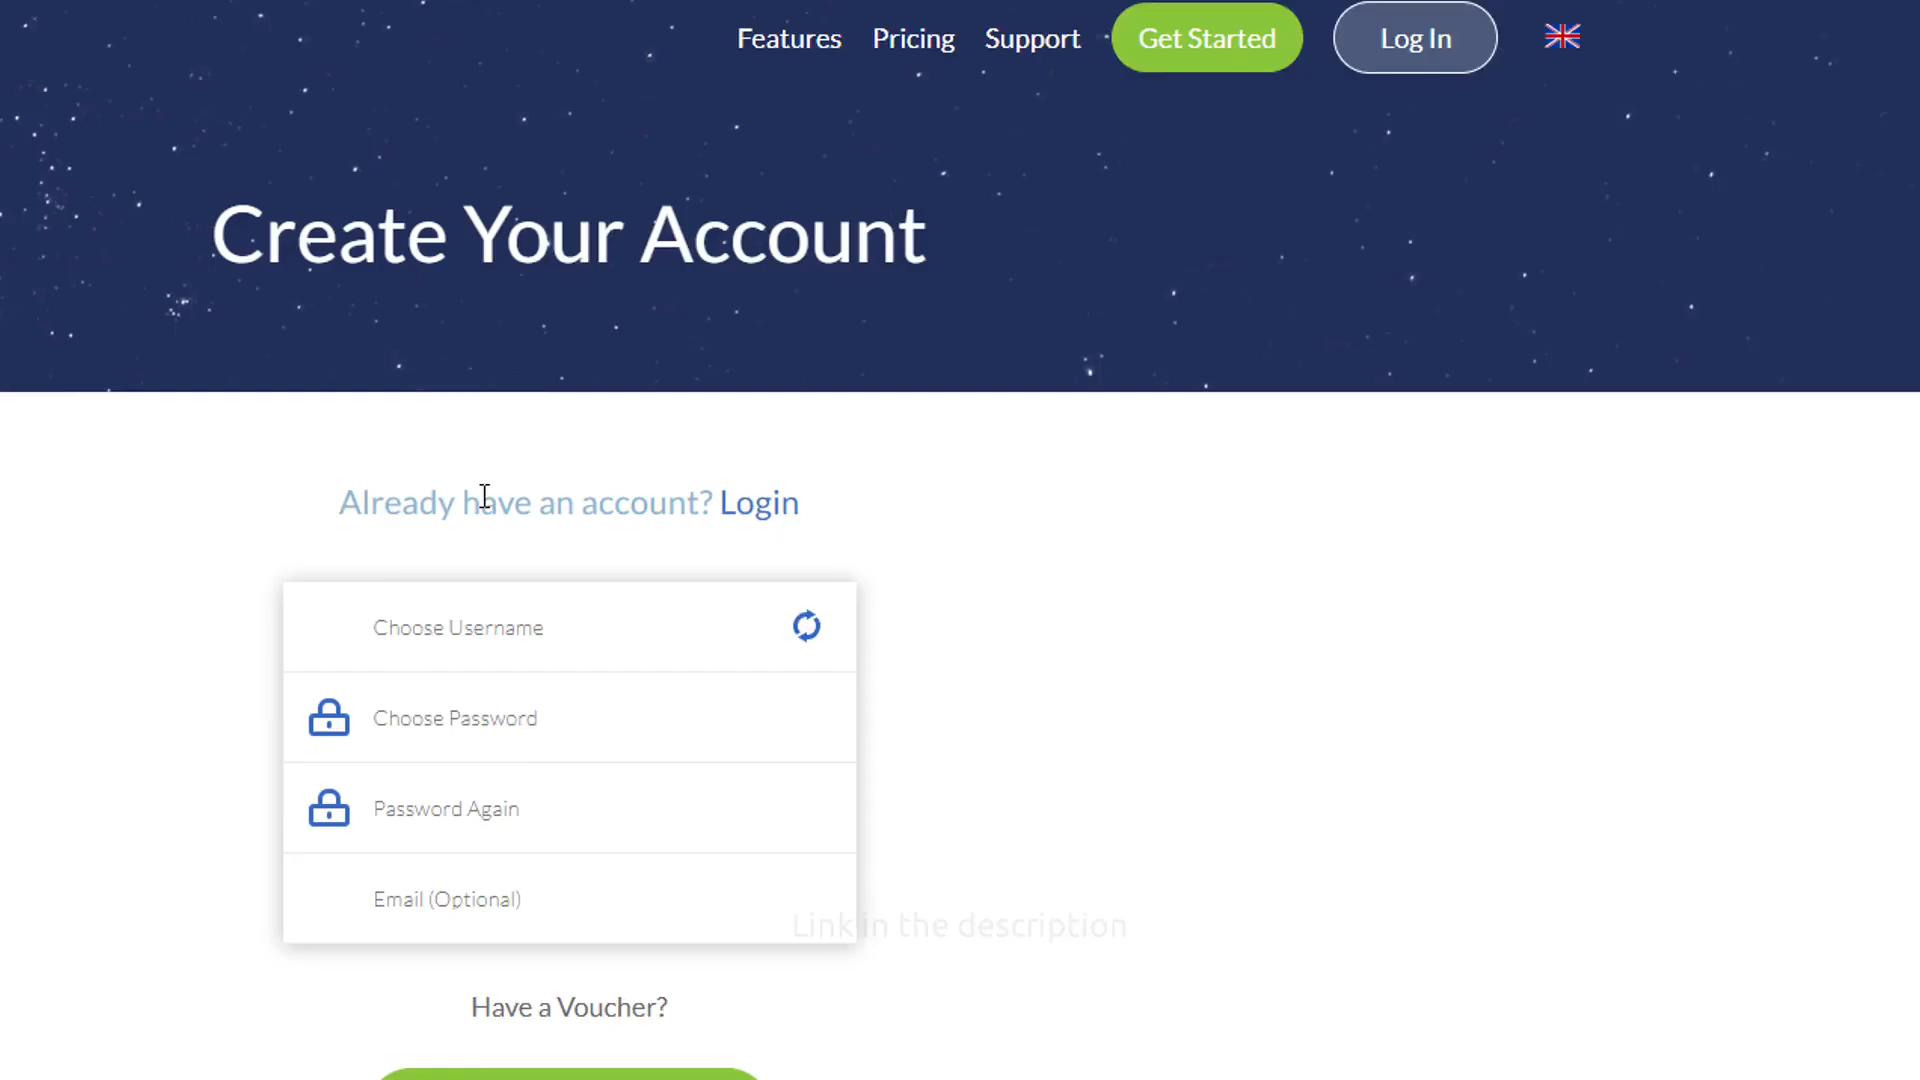 Features Pricing Support Get Started Log In
Create Your Account
Already have an account? Login
Choose Username
Choose Password
Password Again
Email (Optional)
Link in the description
Have a Voucher?